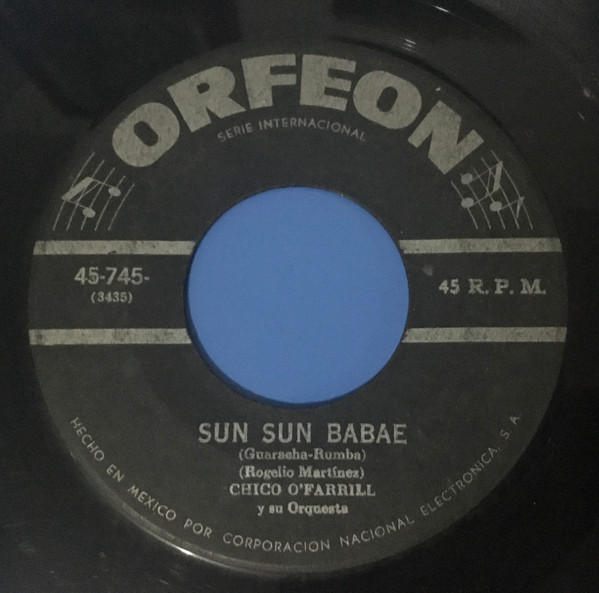 ORFEON
SERIE INTERNACIONAL
45-745-
(3435)
45 R. P. M.
SUN SUN BABAE
(Guaracha-Rumba)
(Rogelio Martínez)
CHICO O'FARRILL
y su Orquesta
HECHO EN MEXICO POR CORPORACION NACIONAL ELECTRONICA, S. A.